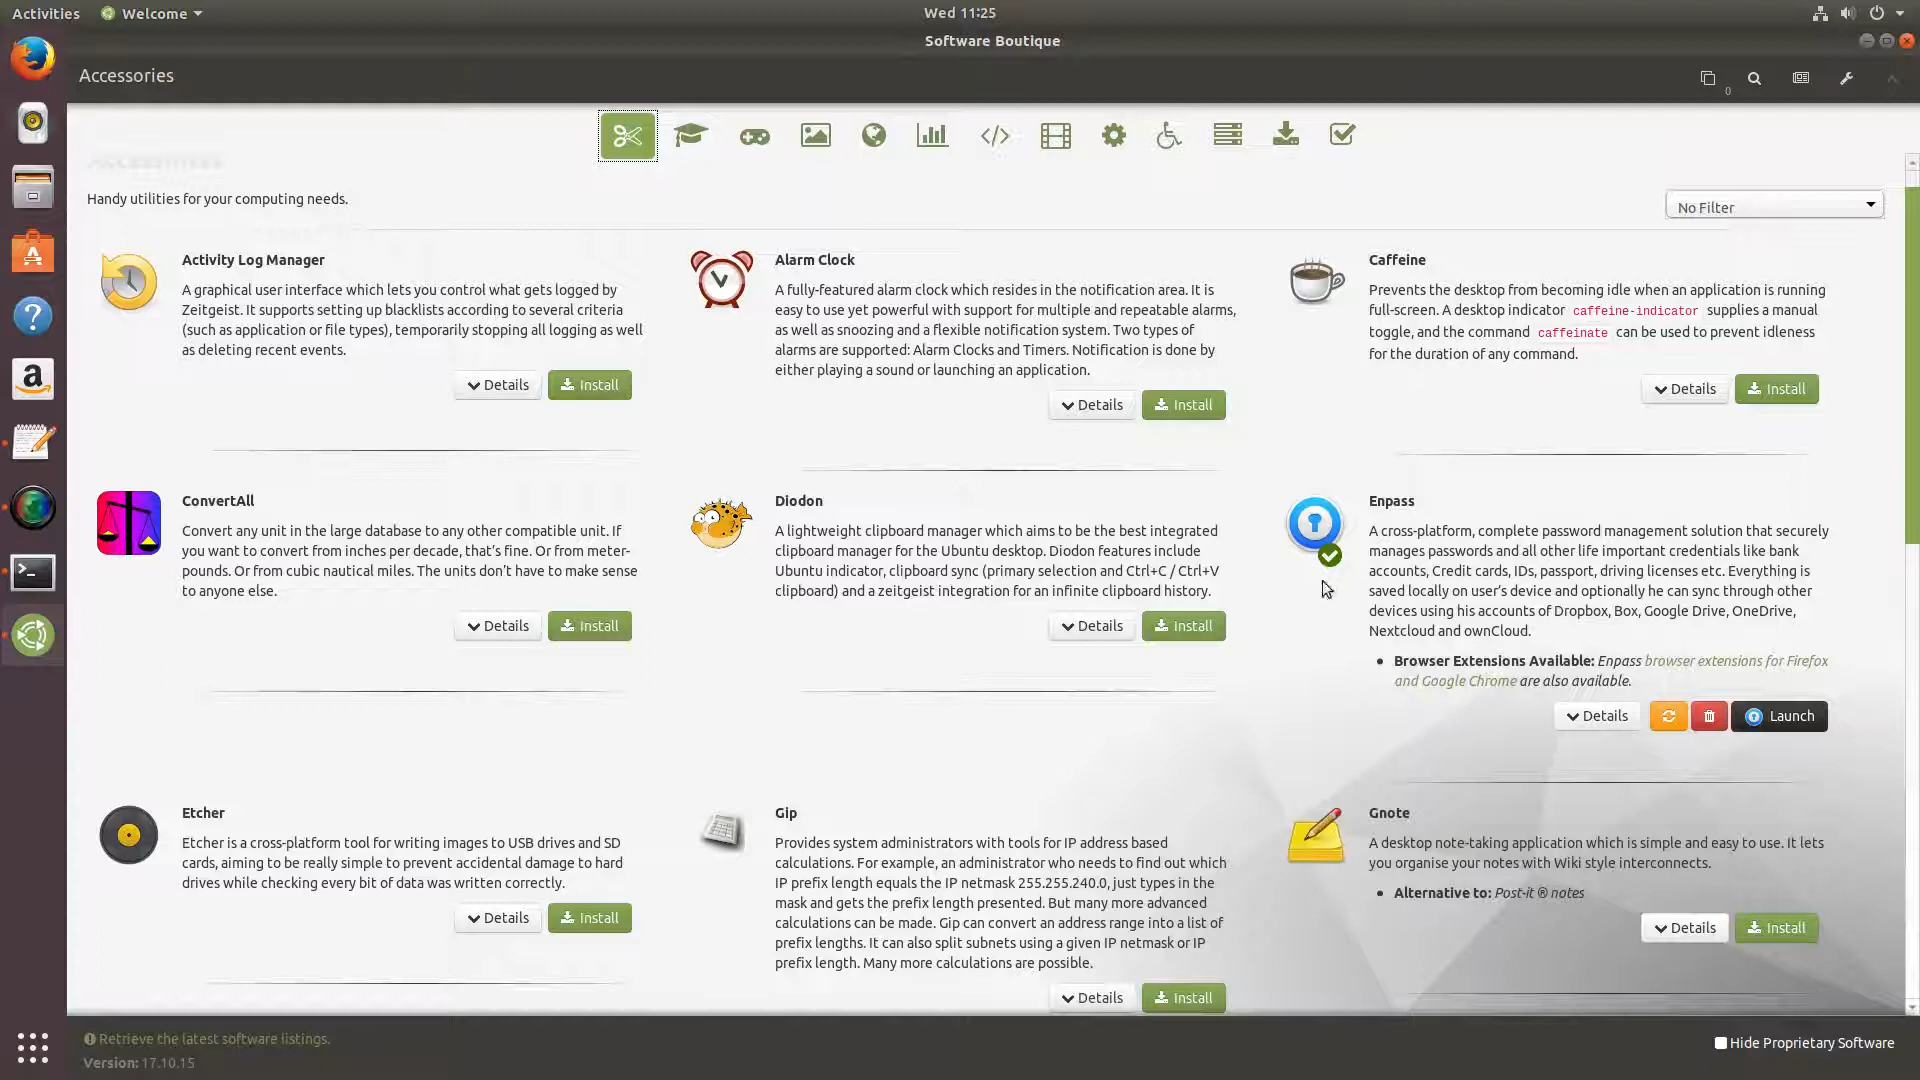 Activities
Welcome
Wed 11:25
Software Boutique
Accessories
0
Handy utilities for your computing needs.
No Filter
Activity Log Manager
A graphical user interface which lets you control what gets logged by
Zeitgeist. It supports setting up blacklists according to several criteria
(such as application or file types), temporarily stopping all logging as well
as deleting recent events.
Details
Install
Alarm Clock
A fully-featured alarm clock which resides in the notification area. It is
easy to use yet powerful with support for multiple and repeatable alarms,
as well as snoozing and a flexible notification system. Two types of
alarms are supported: Alarm Clocks and Timers. Notification is done by
either playing a sound or launching an application.
Details
Install
Caffeine
Prevents the desktop from becoming idle when an application is running
full-screen. A desktop indicator caffeine-indicator supplies a manual
toggle, and the command caffeinate can be used to prevent idleness
for the duration of any command.
Details
Install
ConvertAll
Convert any unit in the large database to any other compatible unit. If
you want to convert from inches per decade, that's fine. Or from meter-
pounds. Or from cubic nautical miles. The units don't have to make sense
to anyone else.
Details
Install
Diodon
A lightweight clipboard manager which aims to be the best integrated
clipboard manager for the Ubuntu desktop. Diodon features include
Ubuntu indicator, clipboard sync (primary selection and Ctrl+C / Ctrl+V
clipboard) and a zeitgeist integration for an infinite clipboard history.
Details
Install
Enpass
A cross-platform, complete password management solution that securely
manages passwords and all other life important credentials like bank
accounts, Credit cards, IDs, passport, driving licenses etc. Everything is
saved locally on user's device and optionally he can sync through other
devices using his accounts of Dropbox, Box, Google Drive, OneDrive,
Nextcloud and ownCloud.
Browser Extensions Available: Enpass browser extensions for Firefox
and Google Chrome are also available.
Details
Launch
Etcher
Etcher is a cross-platform tool for writing images to USB drives and SD
cards, aiming to be really simple to prevent accidental damage to hard
drives while checking every bit of data was written correctly.
Details
Install
Gip
Provides system administrators with tools for IP address based
calculations. For example, an administrator who needs to find out which
IP prefix length equals the IP netmask 255.255.240.0, just types in the
mask and gets the prefix length presented. But many more advanced
calculations can be made. Gip can convert an address range into a list of
prefix lengths. It can also split subnets using a given IP netmask or IP
prefix length. Many more calculations are possible.
Details
Install
Gnote
A desktop note-taking application which is simple and easy to use. It lets
you organise your notes with Wiki style interconnects.
Alternative to: Post-it ® notes
Details
Install
Retrieve the latest software listings.
Version: 17.10.15
Hide Proprietary Software